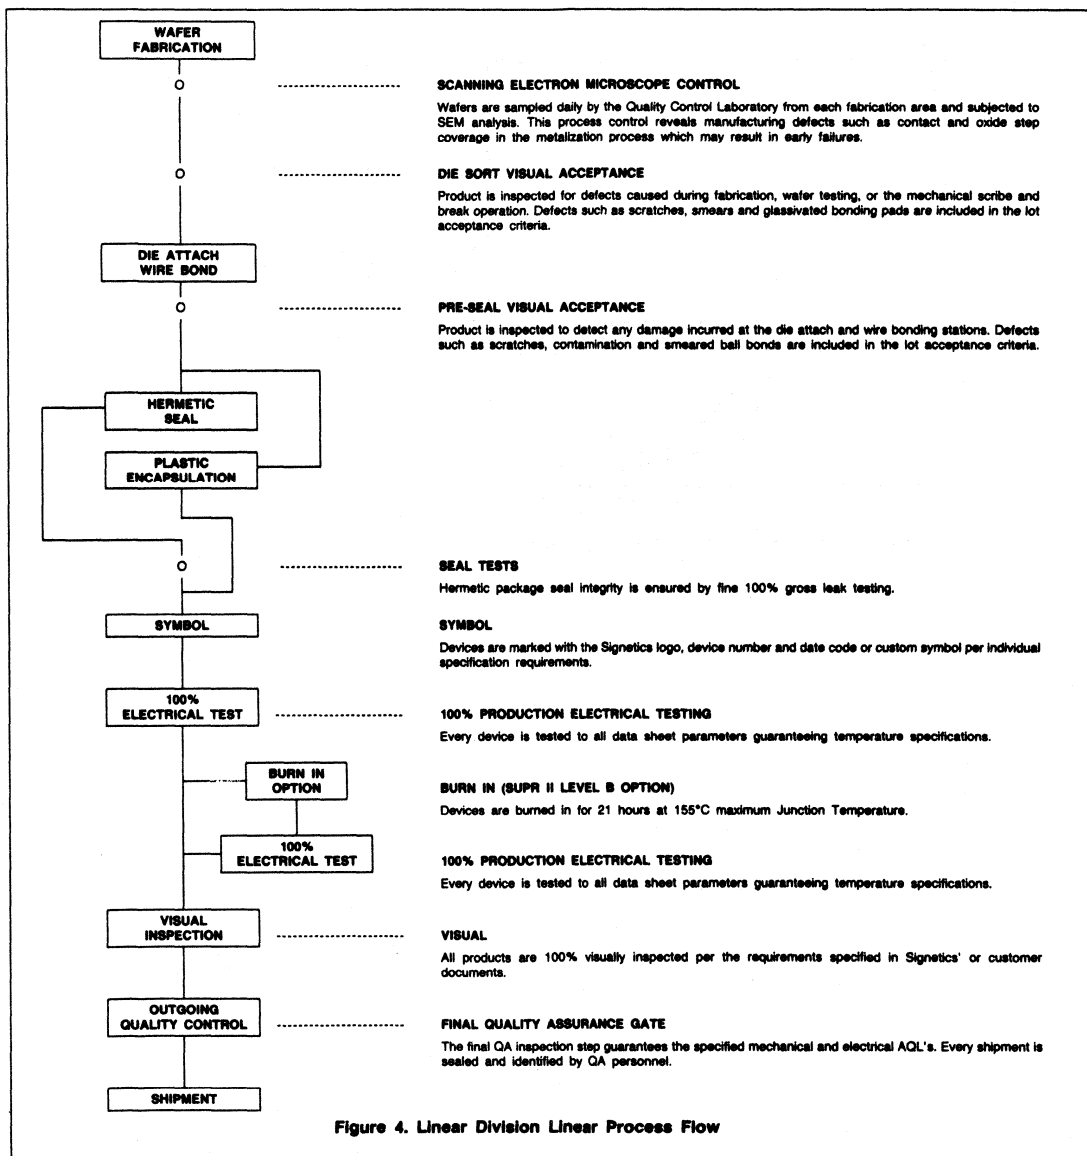 WAFER
FABRICATION
SCANNING ELECTRON MICROSCOPE CONTROL
Wafers are sampled daily by the Quality Control Laboratory from each fabrication area and subjected to
SEM analysis. This process control reveals manufacturing defects such as contact and oxide step
coverage in the metalization process which may result in early failures.
DIE SORT VISUAL ACCEPTANCE
Product is inspected for defects caused during fabrication, wafer testing, or the mechanical scribe and
break operation. Defects such as scratches, smears and glassivated bonding pads are included in the lot
acceptance criteria.
DIE ATTACH
WIRE BOND
PRE-SEAL VISUAL ACCEPTANCE
Product is inspected to detect any damage incurred at the die attach and wire bonding stations. Defects
such as scratches, contamination and smeared ball bonds are included in the lot acceptance criteria.
HERMETIC
SEAL
PLASTIC
ENCAPSULATION
SEAL TESTS
Hermetic package seal integrity is ensured by fine 100% gross leak testing.
SYMBOL
SYMBOL
Devices are marked with the Signetics logo, device number and date code or custom symbol per individual
specification requirements.
100%
ELECTRICAL TEST
100% PRODUCTION ELECTRICAL TESTING
Every device is tested to all data sheet parameters guaranteeing temperature specifications.
BURN IN
OPTION
BURN IN (SUPR II LEVEL B OPTION)
Devices are burned in for 21 hours at 155°C maximum Junction Temperature.
100%
ELECTRICAL TEST
100% PRODUCTION ELECTRICAL TESTING
Every device is tested to all data sheet parameters guaranteeing temperature specifications.
VISUAL
INSPECTION
VISUAL
All products are 100% visually inspected per the requirements specified in Signetics' or customer
documents.
OUTGOING
QUALITY CONTROL
FINAL QUALITY ASSURANCE GATE
The final QA inspection step guarantees the specified mechanical and electrical AQL's. Every shipment is
sealed and identified by QA personnel.
SHIPMENT
Figure 4. Linear Division Linear Process Flow